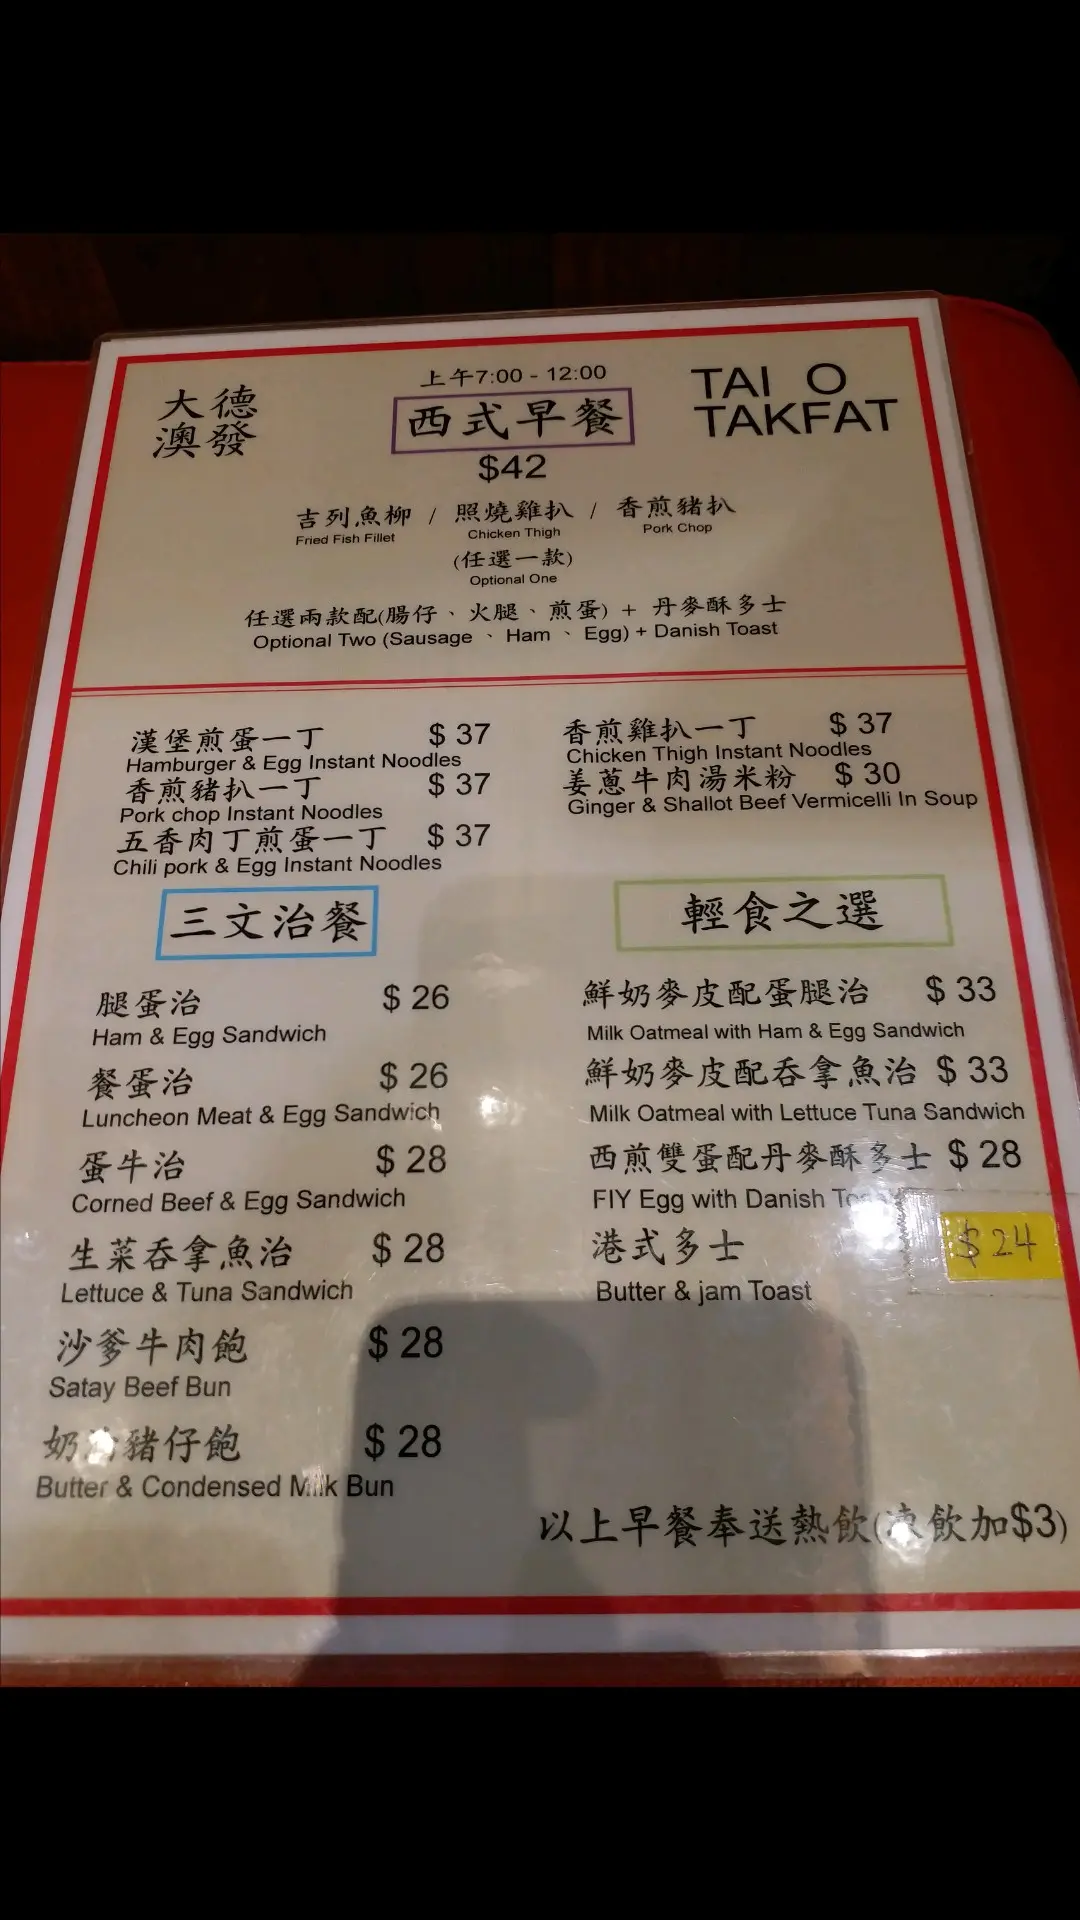 大德
澳發
上午7:00 - 12:00
西式早餐
$42
TAI O
TAKFAT
吉列魚柳 / 照燒雞扒 / 香煎豬扒
Fried Fish Fillet Chicken Thigh Pork Chop
(任選一款)
Optional One
任選兩款配(腸仔、火腿、煎蛋) + 丹麥酥多士
Optional Two (Sausage 、 Ham 、 Egg) + Danish Toast
漢堡煎蛋一丁 $ 37
Hamburger & Egg Instant Noodles
香煎豬扒一丁 $ 37
Pork chop Instant Noodles
五香肉丁煎蛋一丁 $ 37
Chili pork & Egg Instant Noodles
香煎雞扒一丁 $ 37
Chicken Thigh Instant Noodles
姜蔥牛肉湯米粉 $ 30
Ginger & Shallot Beef Vermicelli In Soup
三文治餐
腿蛋治 $ 26
Ham & Egg Sandwich
餐蛋治 $ 26
Luncheon Meat & Egg Sandwich
蛋牛治 $ 28
Corned Beef & Egg Sandwich
生菜吞拿魚治 $ 28
Lettuce & Tuna Sandwich
沙爹牛肉飽 $ 28
Satay Beef Bun
奶油豬仔飽 $ 28
Butter & Condensed Milk Bun
輕食之選
鮮奶麥皮配蛋腿治 $ 33
Milk Oatmeal with Ham & Egg Sandwich
鮮奶麥皮配吞拿魚治 $ 33
Milk Oatmeal with Lettuce Tuna Sandwich
西煎雙蛋配丹麥酥多士 $ 28
FIY Egg with Danish Toast
港式多士 $ 24
Butter & jam Toast
以上早餐奉送熱飲(凍飲加$3)